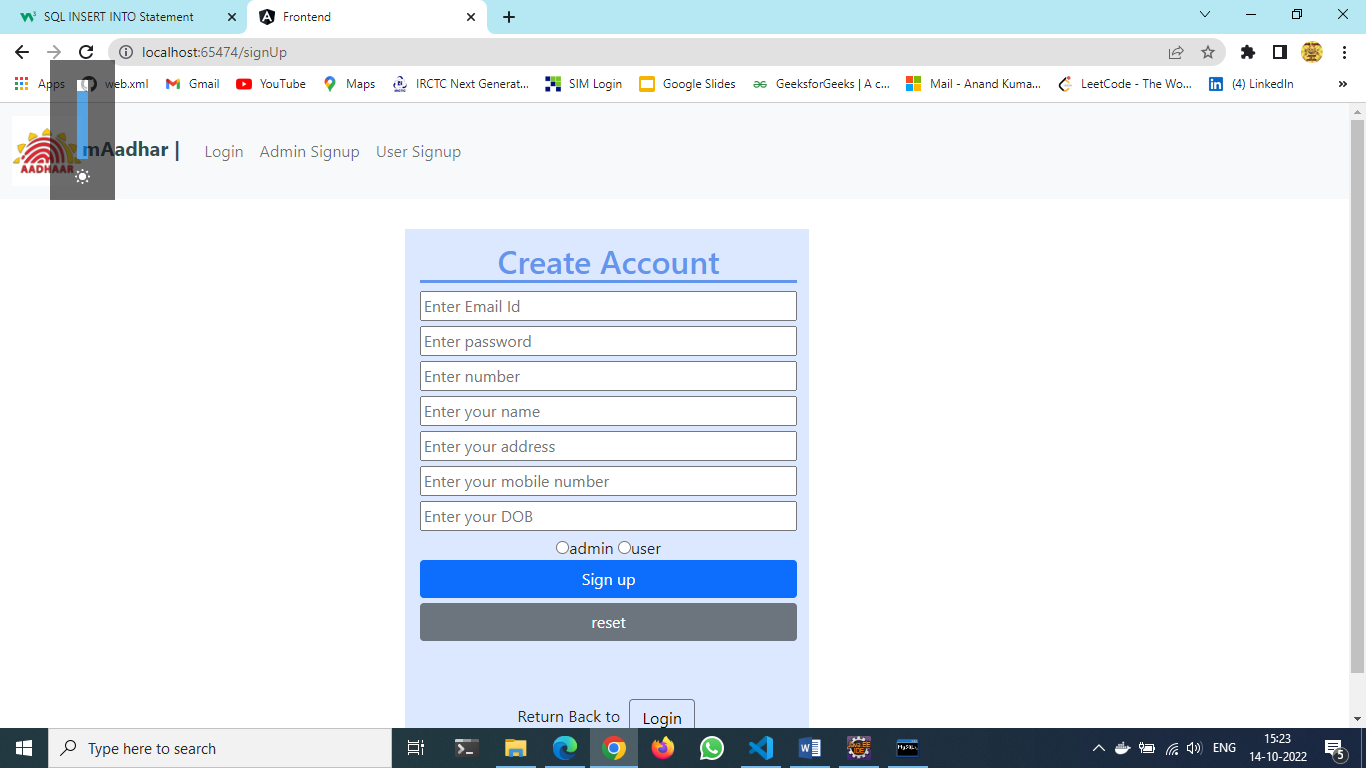 SQL INSERT INTO Statement
Frontend
localhost:65474/signUp
Apps
web.xml
Gmail
YouTube
Maps
IRCTC Next Generat...
SIM Login
Google Slides
GeeksforGeeks | A c...
Mail - Anand Kuma...
LeetCode - The Wo...
(4) LinkedIn
»
AADHAAR
mAadhar |
Login
Admin Signup
User Signup
Create Account
Enter Email Id
Enter password
Enter number
Enter your name
Enter your address
Enter your mobile number
Enter your DOB
admin user
Sign up
reset
Return Back to Login
Type here to search
MySQL
ENG
15:23
14-10-2022
5